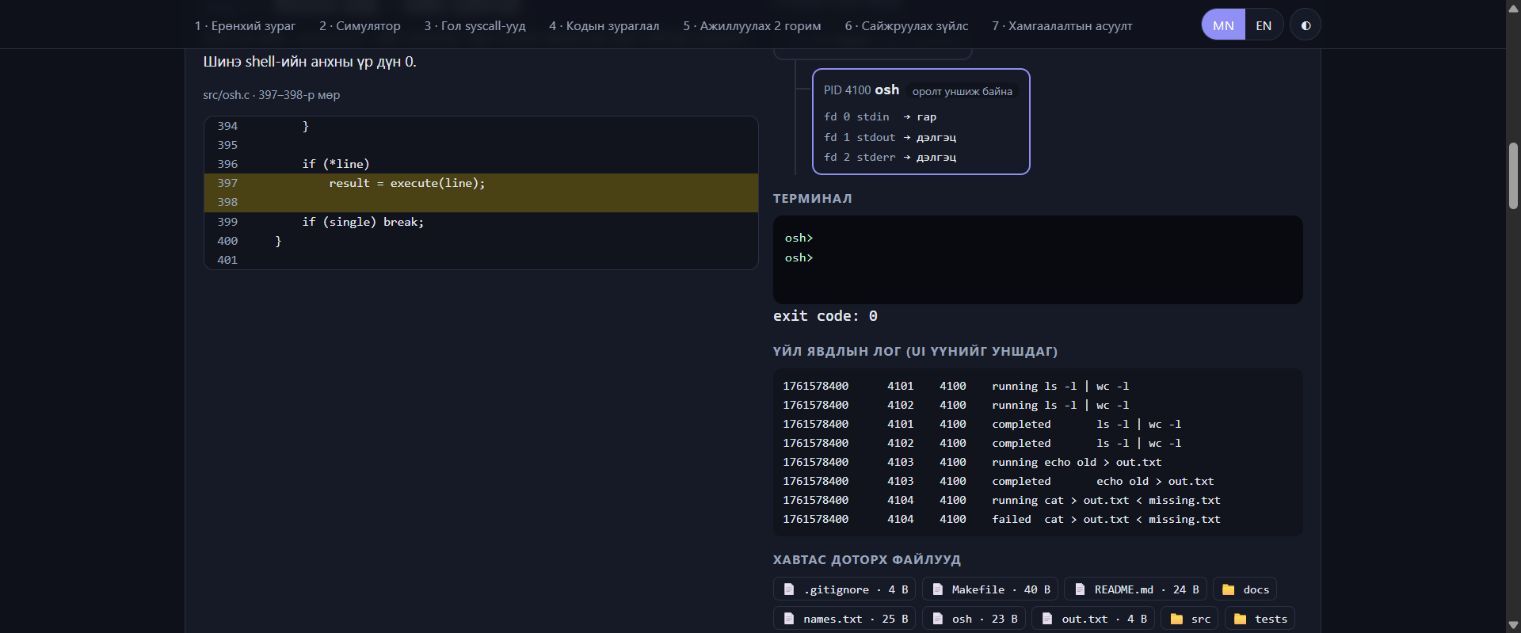 1 · Ерөнхий зураг 2 · Симулятор 3 · Гол syscall-ууд 4 · Кодын зураглал 5 · Ажиллуулах 2 горим 6 · Сайжруулах зүйлс 7 · Хамгаалалтын асуулт MN EN
Шинэ shell-ийн анхны үр дүн 0.
src/osh.c · 397–398-р мөр
394 }
395
396 if (*line)
397 result = execute(line);
398
399 if (single) break;
400 }
401
PID 4100 osh оролт уншиж байна
fd 0 stdin → гар
fd 1 stdout → дэлгэц
fd 2 stderr → дэлгэц
ТЕРМИНАЛ
osh>
osh>
exit code: 0
ҮЙЛ ЯВДЛЫН ЛОГ (UI ҮҮНИЙГ УНШДАГ)
1761578400 4101 4100 running ls -l | wc -l
1761578400 4102 4100 running ls -l | wc -l
1761578400 4101 4100 completed ls -l | wc -l
1761578400 4102 4100 completed ls -l | wc -l
1761578400 4103 4100 running echo old > out.txt
1761578400 4103 4100 completed echo old > out.txt
1761578400 4104 4100 running cat > out.txt < missing.txt
1761578400 4104 4100 failed cat > out.txt < missing.txt
ХАВТАС ДОТОРХ ФАЙЛУУД
.gitignore · 4 B Makefile · 40 B README.md · 24 B docs
names.txt · 25 B osh · 23 B out.txt · 4 B src tests